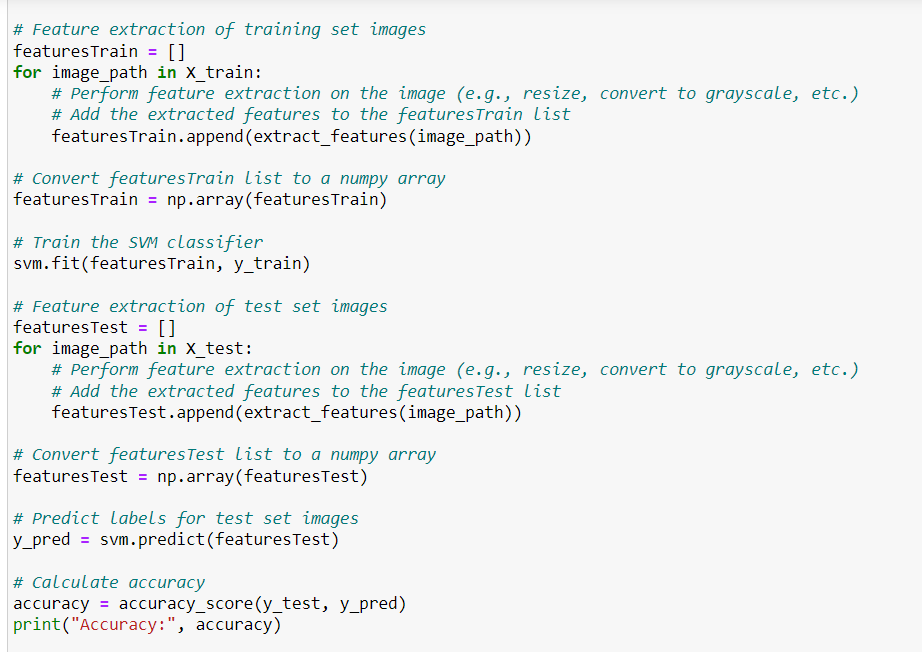 # Feature extraction of training set images
featuresTrain = []
for image_path in X_train:
    # Perform feature extraction on the image (e.g., resize, convert to grayscale, etc.)
    # Add the extracted features to the featuresTrain list
    featuresTrain.append(extract_features(image_path))

# Convert featuresTrain list to a numpy array
featuresTrain = np.array(featuresTrain)

# Train the SVM classifier
svm.fit(featuresTrain, y_train)

# Feature extraction of test set images
featuresTest = []
for image_path in X_test:
    # Perform feature extraction on the image (e.g., resize, convert to grayscale, etc.)
    # Add the extracted features to the featuresTest list
    featuresTest.append(extract_features(image_path))

# Convert featuresTest list to a numpy array
featuresTest = np.array(featuresTest)

# Predict labels for test set images
y_pred = svm.predict(featuresTest)

# Calculate accuracy
accuracy = accuracy_score(y_test, y_pred)
print("Accuracy:", accuracy)